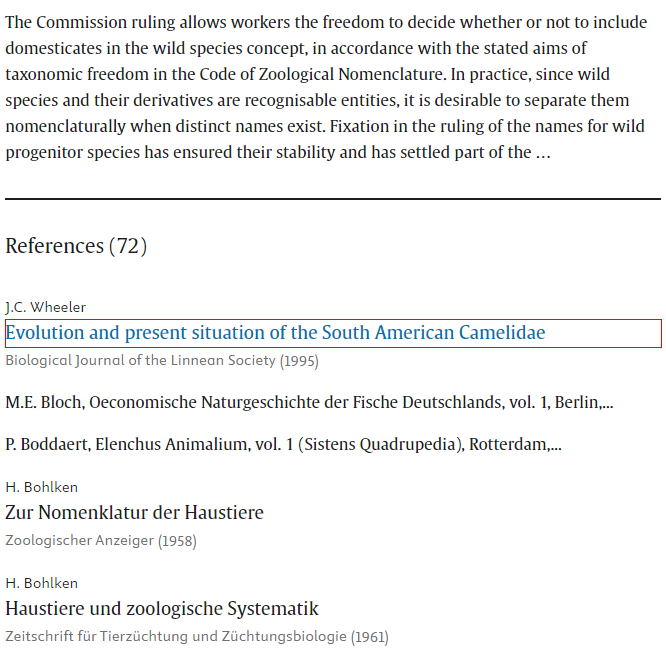 The Commission ruling allows workers the freedom to decide whether or not to include
domesticates in the wild species concept, in accordance with the stated aims of
taxonomic freedom in the Code of Zoological Nomenclature. In practice, since wild
species and their derivatives are recognisable entities, it is desirable to separate them
nomenclaturally when distinct names exist. Fixation in the ruling of the names for wild
progenitor species has ensured their stability and has settled part of the …
References (72)
J.C. Wheeler
Evolution and present situation of the South American Camelidae
Biological Journal of the Linnean Society (1995)
M.E. Bloch, Oeconomische Naturgeschichte der Fische Deutschlands, vol. 1, Berlin,...
P. Boddaert, Elenchus Animalium, vol. 1 (Sistens Quadrupedia), Rotterdam,...
H. Bohlken
Zur Nomenklatur der Haustiere
Zoologischer Anzeiger (1958)
H. Bohlken
Haustiere und zoologische Systematik
Zeitschrift für Tierzüchtung und Züchtungsbiologie (1961)